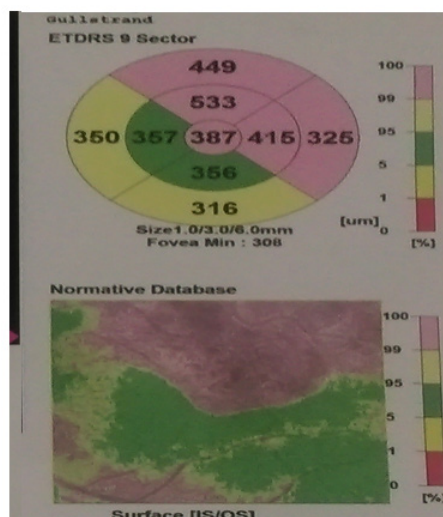 Gullstrand
ETDRS 9 Sector
449
533
350 357 387 415 325
356
316
Size1.0/3.0/6.0mm
Fovea Min : 308
100
99
95
5
1
0
[um]
[%]
Normative Database
100
99
95
5
1
0
[%]
Surface [IS/OS]